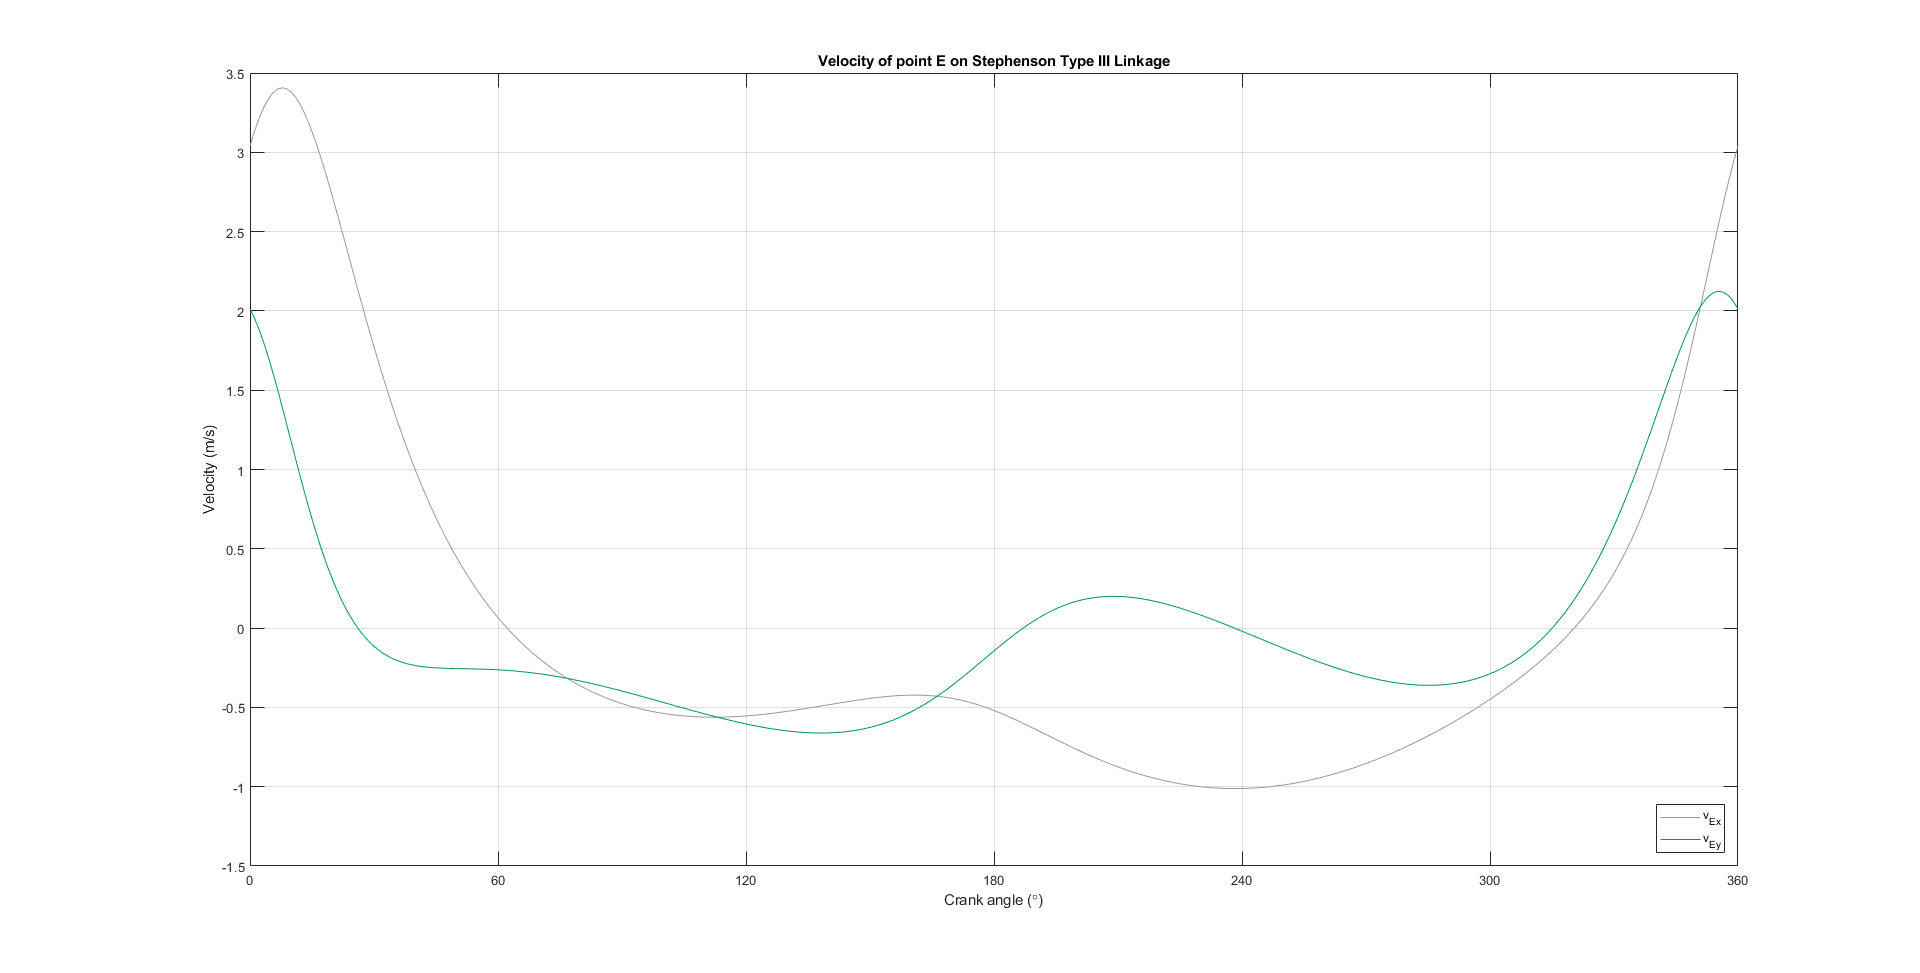 Velocity of point E on Stephenson Type III Linkage
3.5
3
2.5
2
1.5
1
0.5
0
-0.5
-1
-1.5
Velocity (m/s)
0 60 120 180 240 300 360
Crank angle (°)
vEx
vEy